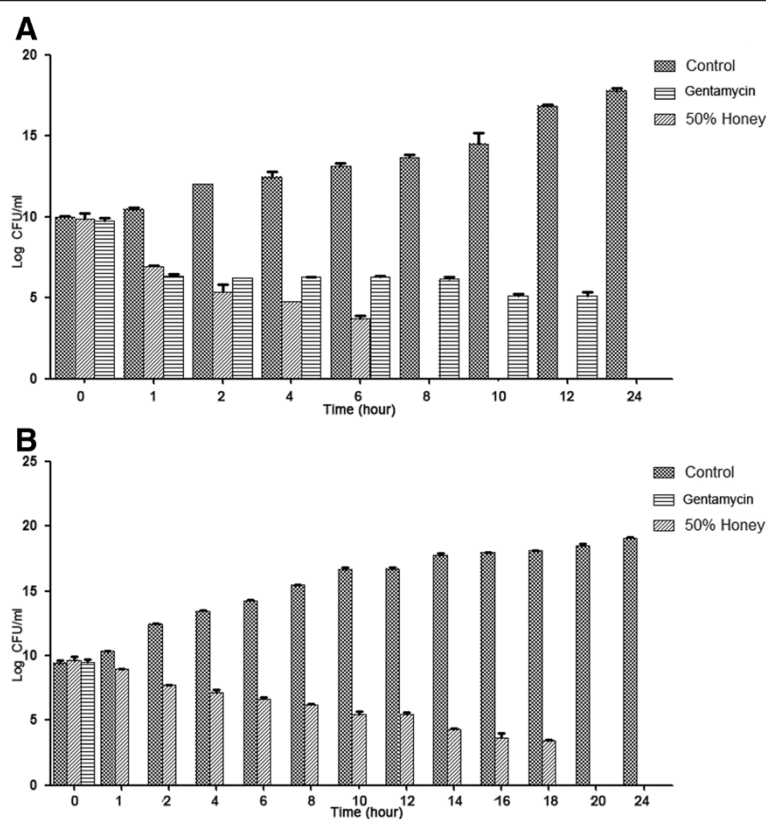 A
20
15
10
5
0
Log CFU/ml
0 1 2 4 6 8 10 12 24
Time (hour)
Control
Gentamycin
50% Honey
B
25
20
15
10
5
0
Log CFU/ml
0 1 2 4 6 8 10 12 14 16 18 20 24
Time (hour)
Control
Gentamycin
50% Honey